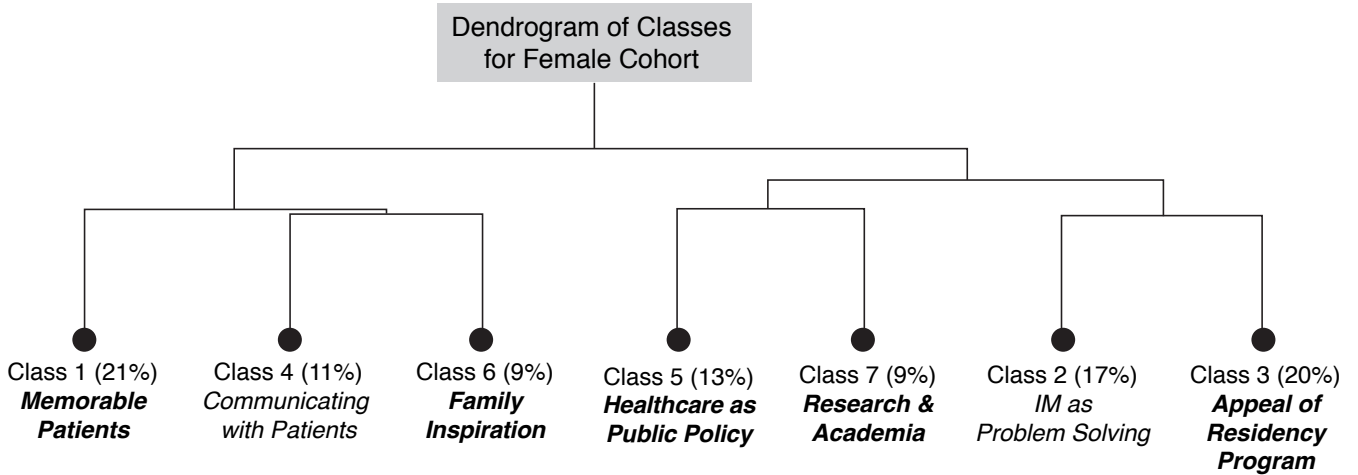 Dendrogram of Classes
for Female Cohort
Class 1 (21%)
Memorable
Patients
Class 4 (11%)
Communicating
with Patients
Class 6 (9%)
Family
Inspiration
Class 5 (13%)
Healthcare as
Public Policy
Class 7 (9%)
Research &
Academia
Class 2 (17%)
IM as
Problem Solving
Class 3 (20%)
Appeal of
Residency
Program